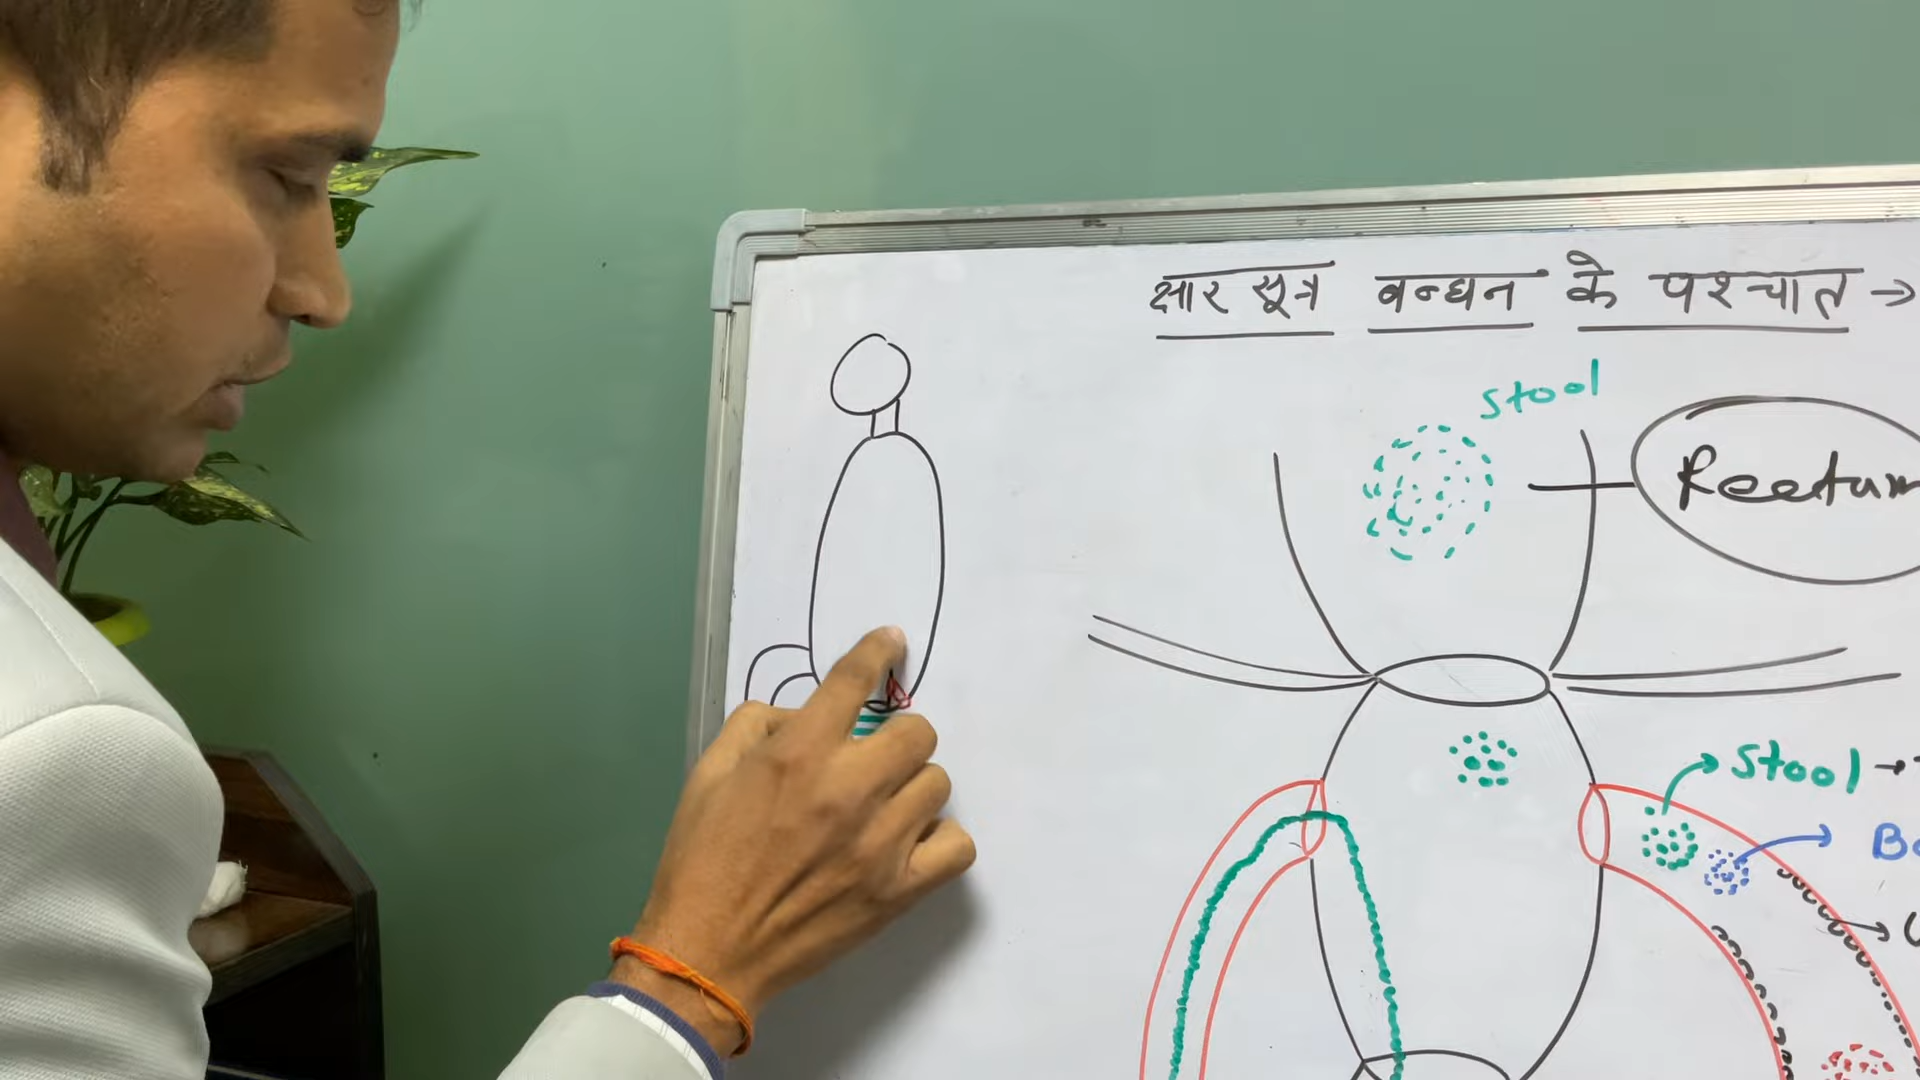 क्षार सूत्र बन्धन के पश्चात →
stool
Rectum
Stool →